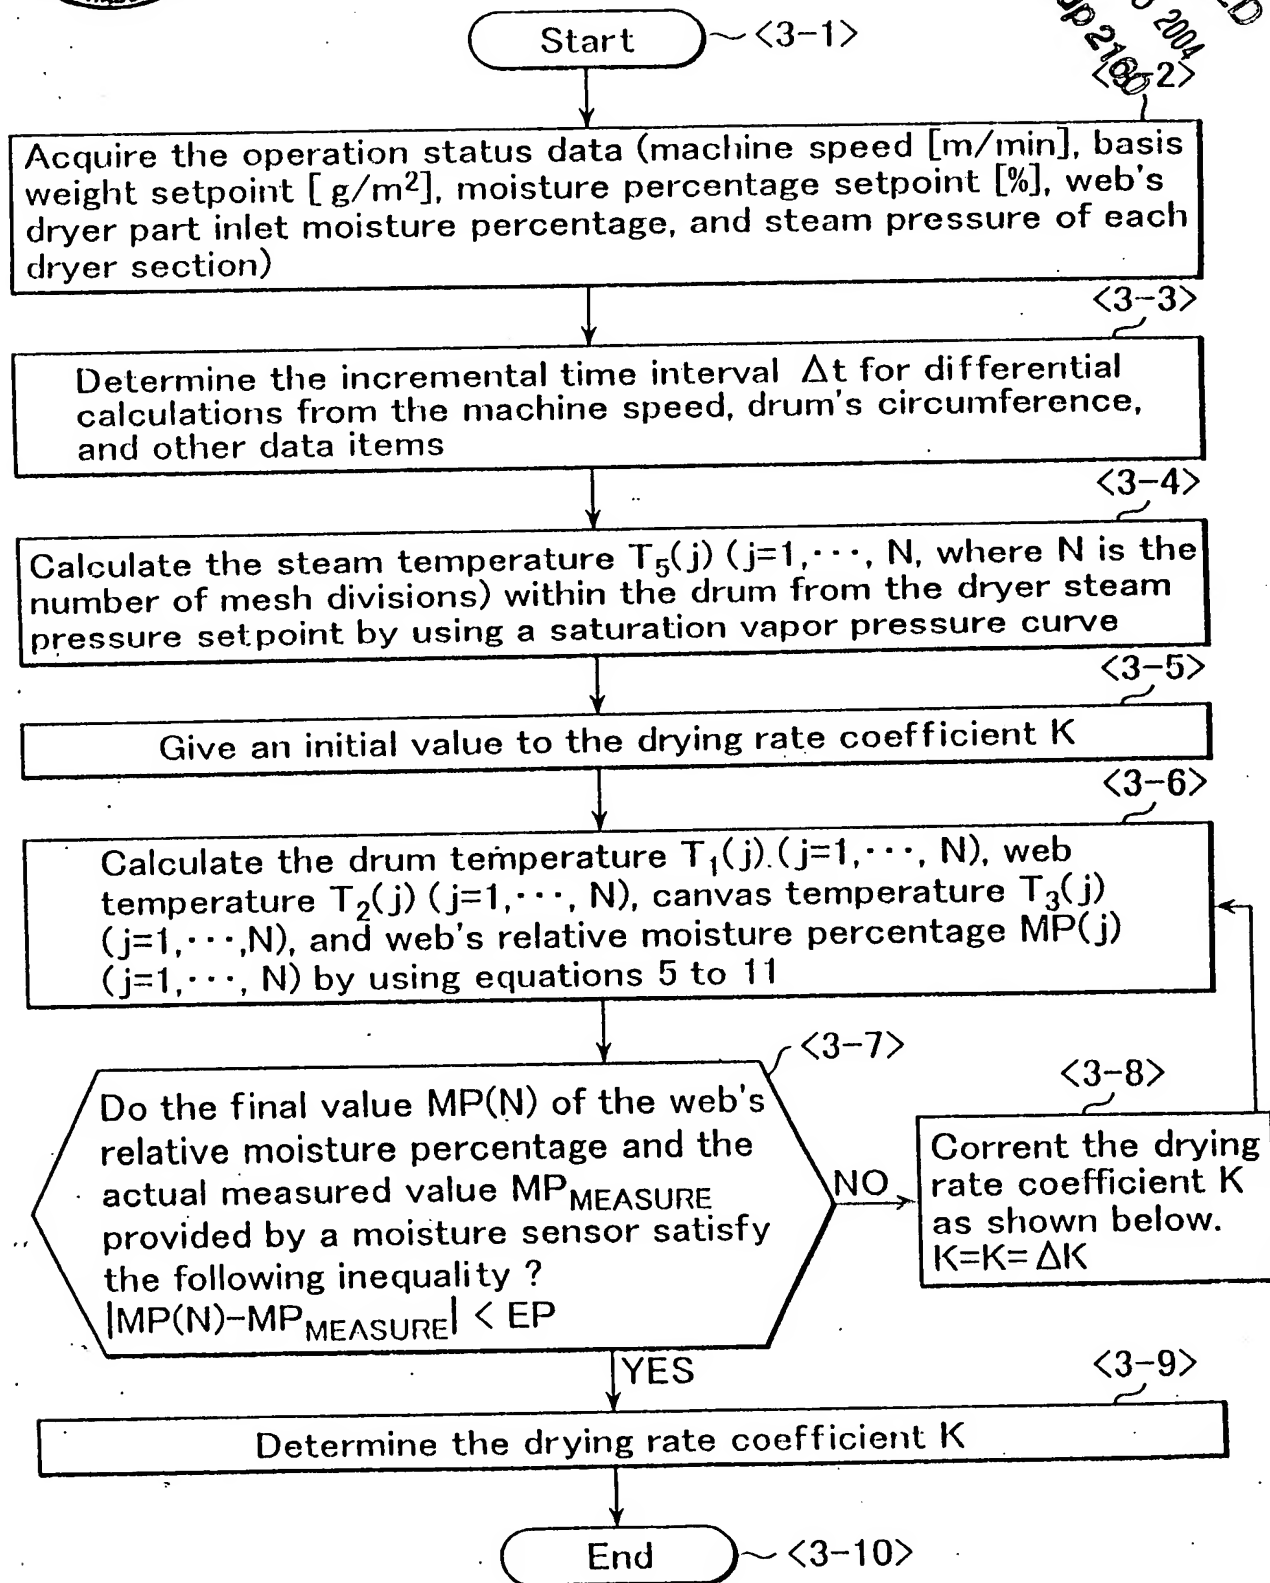 Start
<3-1>
2004
2160
-2>
Acquire the operation status data (machine speed [m/min], basis
weight setpoint [ g/m²], moisture percentage setpoint [%], web's
dryer part inlet moisture percentage, and steam pressure of each
dryer section)
<3-3>
Determine the incremental time interval Δt for differential
calculations from the machine speed, drum's circumference,
and other data items
<3-4>
Calculate the steam temperature T₅(j) (j=1,···, N, where N is the
number of mesh divisions) within the drum from the dryer steam
pressure setpoint by using a saturation vapor pressure curve
<3-5>
Give an initial value to the drying rate coefficient K
<3-6>
Calculate the drum temperature T₁(j) (j=1,···, N), web
temperature T₂(j) (j=1,···, N), canvas temperature T₃(j)
(j=1,···,N), and web's relative moisture percentage MP(j)
(j=1,···, N) by using equations 5 to 11
<3-7>
Do the final value MP(N) of the web's
relative moisture percentage and the
actual measured value MP_MEASURE
provided by a moisture sensor satisfy
the following inequality ?
|MP(N)-MP_MEASURE| < EP
NO
<3-8>
Corrent the drying
rate coefficient K
as shown below.
K=K=ΔK
YES
<3-9>
Determine the drying rate coefficient K
End
<3-10>